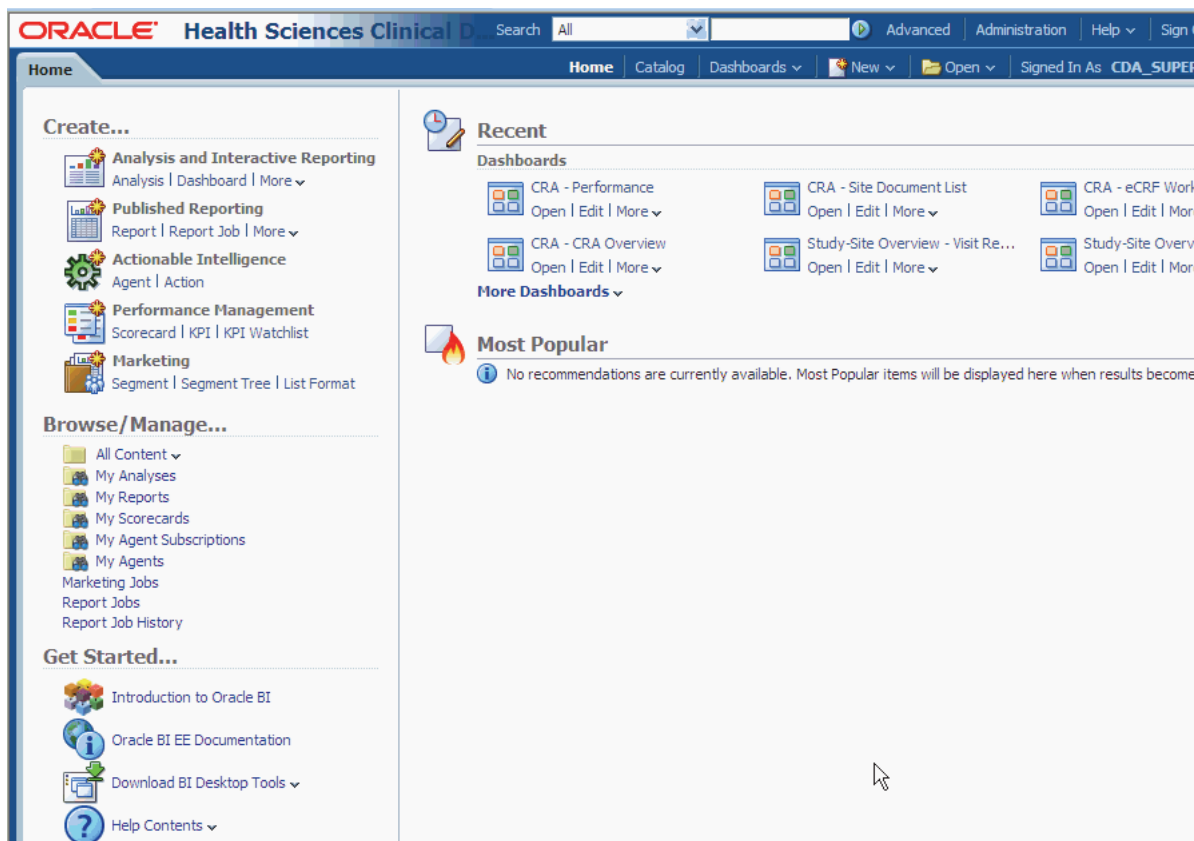 ORACLE Health Sciences Clinical D... Search All Advanced Administration Help Sign
Home Home Catalog Dashboards New Open Signed In As CDA_SUPER
Create...
Analysis and Interactive Reporting
Analysis | Dashboard | More
Published Reporting
Report | Report Job | More
Actionable Intelligence
Agent | Action
Performance Management
Scorecard | KPI | KPI Watchlist
Marketing
Segment | Segment Tree | List Format
Browse/Manage...
All Content
My Analyses
My Reports
My Scorecards
My Agent Subscriptions
My Agents
Marketing Jobs
Report Jobs
Report Job History
Get Started...
Introduction to Oracle BI
Oracle BI EE Documentation
Download BI Desktop Tools
Help Contents
Recent
Dashboards
CRA - Performance CRA - Site Document List CRA - eCRF Work
Open | Edit | More Open | Edit | More Open | Edit | More
CRA - CRA Overview Study-Site Overview - Visit Re... Study-Site Overv
Open | Edit | More Open | Edit | More Open | Edit | More
More Dashboards
Most Popular
No recommendations are currently available. Most Popular items will be displayed here when results become